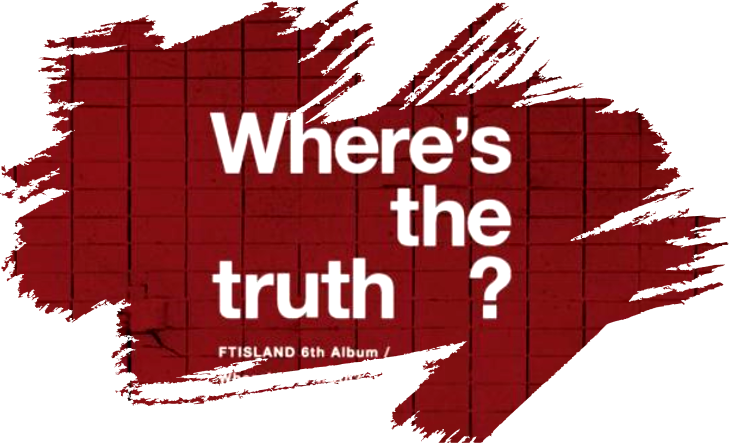 Where's
the
truth ?
FTISLAND 6th Album /